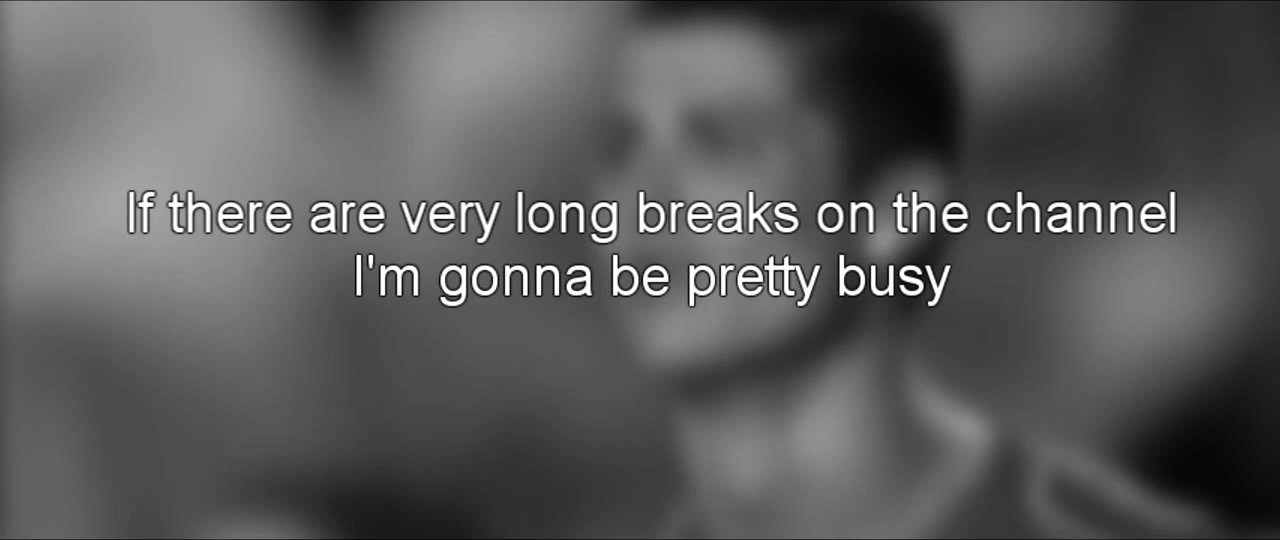 If there are very long breaks on the channel
I'm gonna be pretty busy